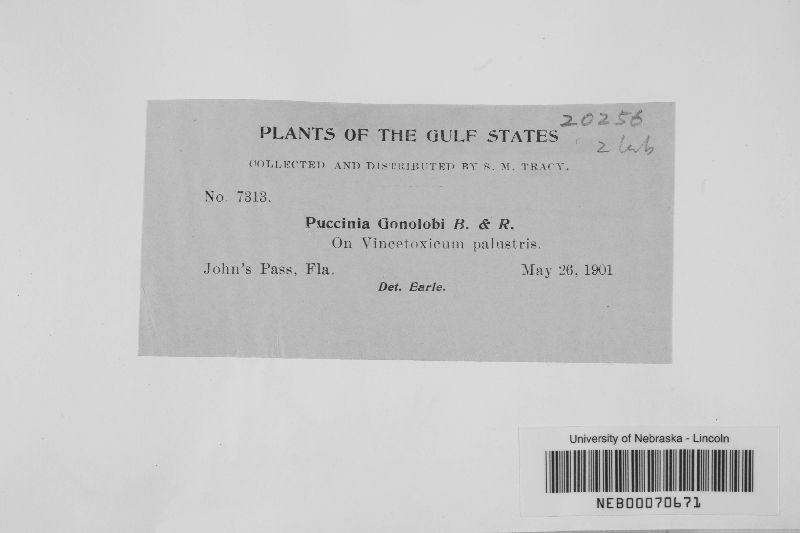 20256
PLANTS OF THE GULF STATES
2
COLLECTED AND DISTRIBUTED BY S. M. TRACY.
No. 7313.
Puccinia Gonolobi B. & R.
On Vincetoxicum palustris.
John's Pass, Fla. May 26, 1901
Det. Earle.
University of Nebraska - Lincoln
NEB00070671